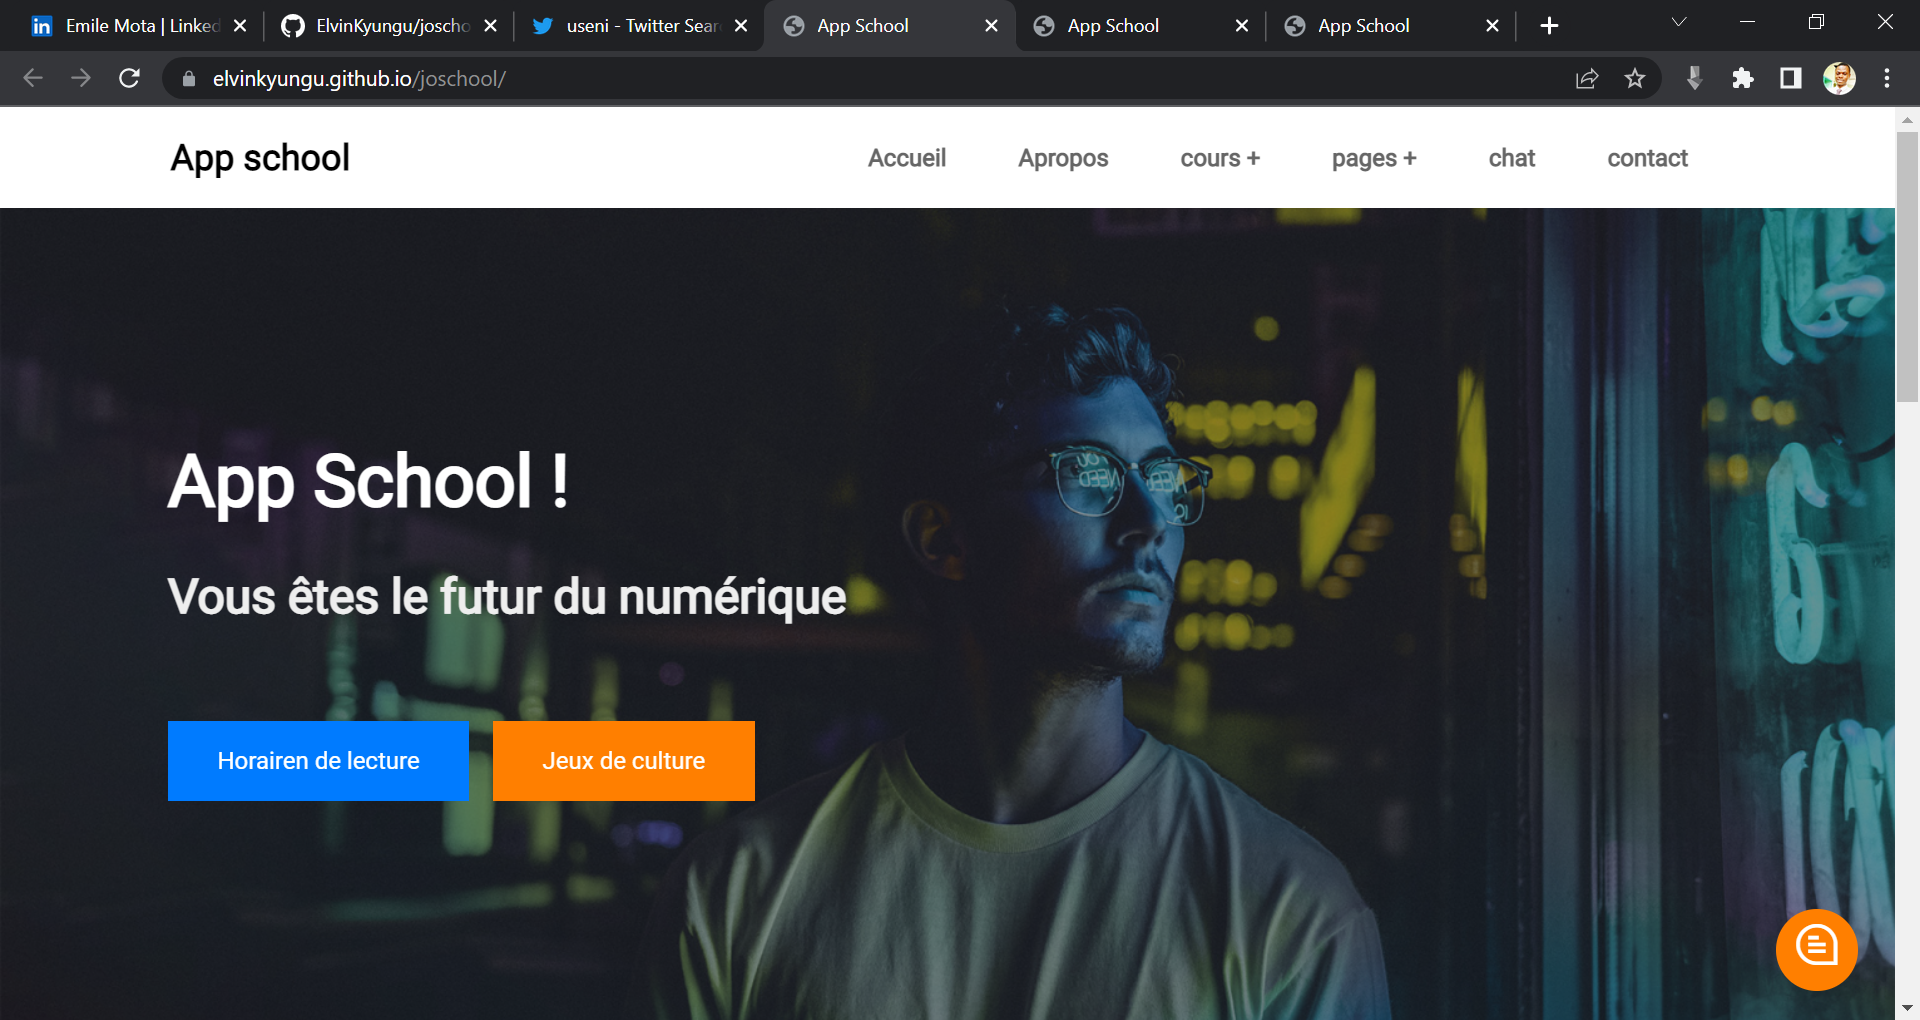 Emile Mota | Linked
ElvinKyungu/joscho
useni - Twitter Sear
App School
App School
App School
elvinkyungu.github.io/joschool/
App school
Accueil
Apropos
cours +
pages +
chat
contact
App School !
Vous êtes le futur du numérique
Horairen de lecture
Jeux de culture